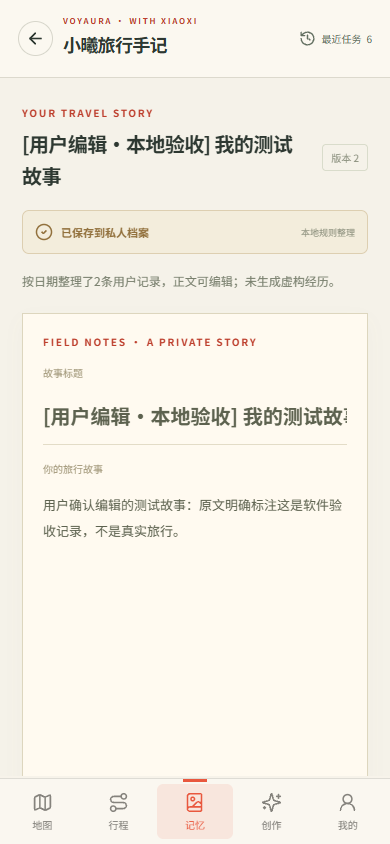 VOYAURA • WITH XIAOXI
小曦旅行手记
最近任务 6
YOUR TRAVEL STORY
[用户编辑·本地验收] 我的测试
故事
版本 2
已保存到私人档案
本地规则整理
按日期整理了2条用户记录，正文可编辑；未生成虚构经历。
FIELD NOTES • A PRIVATE STORY
故事标题
[用户编辑·本地验收] 我的测试故
你的旅行故事
用户确认编辑的测试故事：原文明确标注这是软件验
收记录，不是真实旅行。
地图
行程
记忆
创作
我的